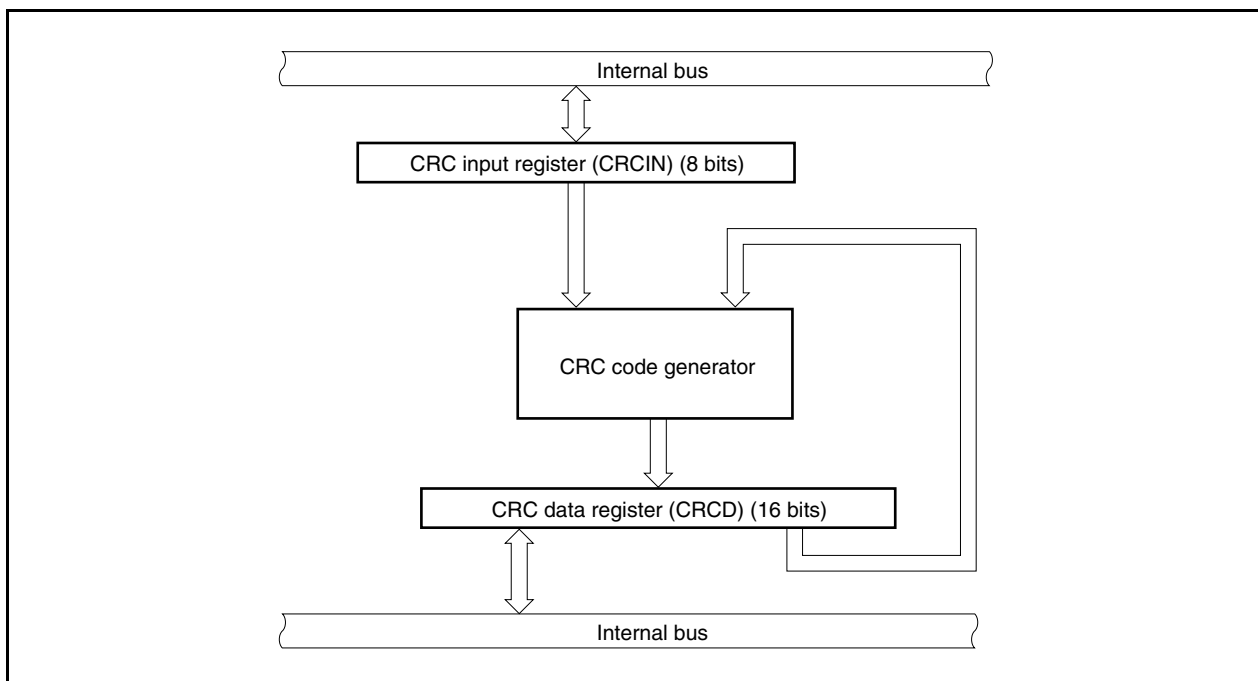 Internal bus
CRC input register (CRCIN) (8 bits)
CRC code generator
CRC data register (CRCD) (16 bits)
Internal bus